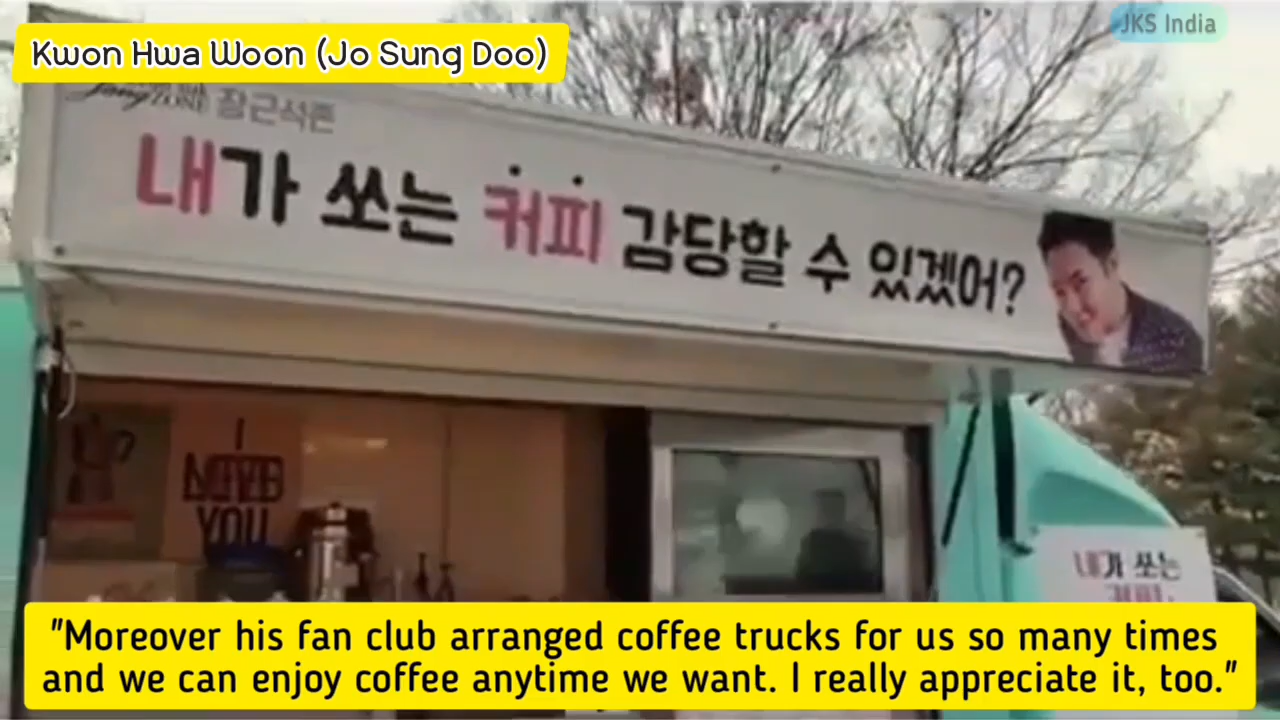 JKS India
Kwon Hwa Woon (Jo Sung Doo)
장근석존
내가 쏘는 커피 감당할 수 있겠어?
I
YOU
내가 쏘는
커피
"Moreover his fan club arranged coffee trucks for us so many times
and we can enjoy coffee anytime we want. I really appreciate it, too."